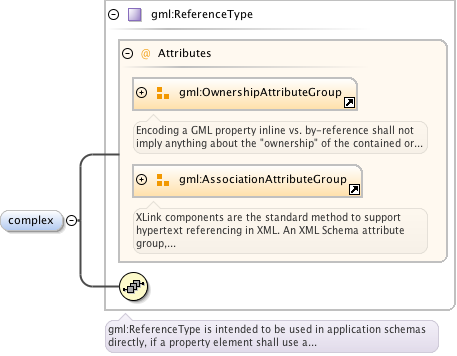 gml:ReferenceType
@ Attributes
gml:OwnershipAttributeGroup
Encoding a GML property inline vs. by-reference shall not
imply anything about the "ownership" of the contained or...
gml:AssociationAttributeGroup
XLink components are the standard method to support
hypertext referencing in XML. An XML Schema attribute
group,...
complex
gml:ReferenceType is intended to be used in application schemas
directly, if a property element shall use a...